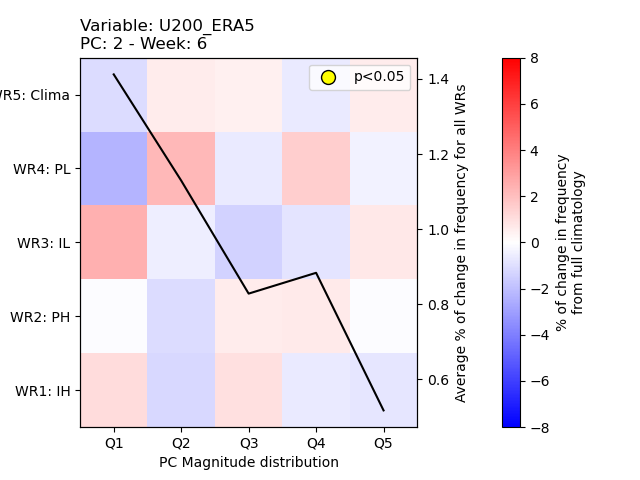 Variable: U200_ERA5
PC: 2 - Week: 6
p<0.05
WR5: Clima
WR4: PL
WR3: IL
WR2: PH
WR1: IH
Q1 Q2 Q3 Q4 Q5
PC Magnitude distribution
1.4
1.2
1.0
0.8
0.6
Average % of change in frequency for all WRs
8
6
4
2
0
−2
−4
−6
−8
% of change in frequency
from full climatology